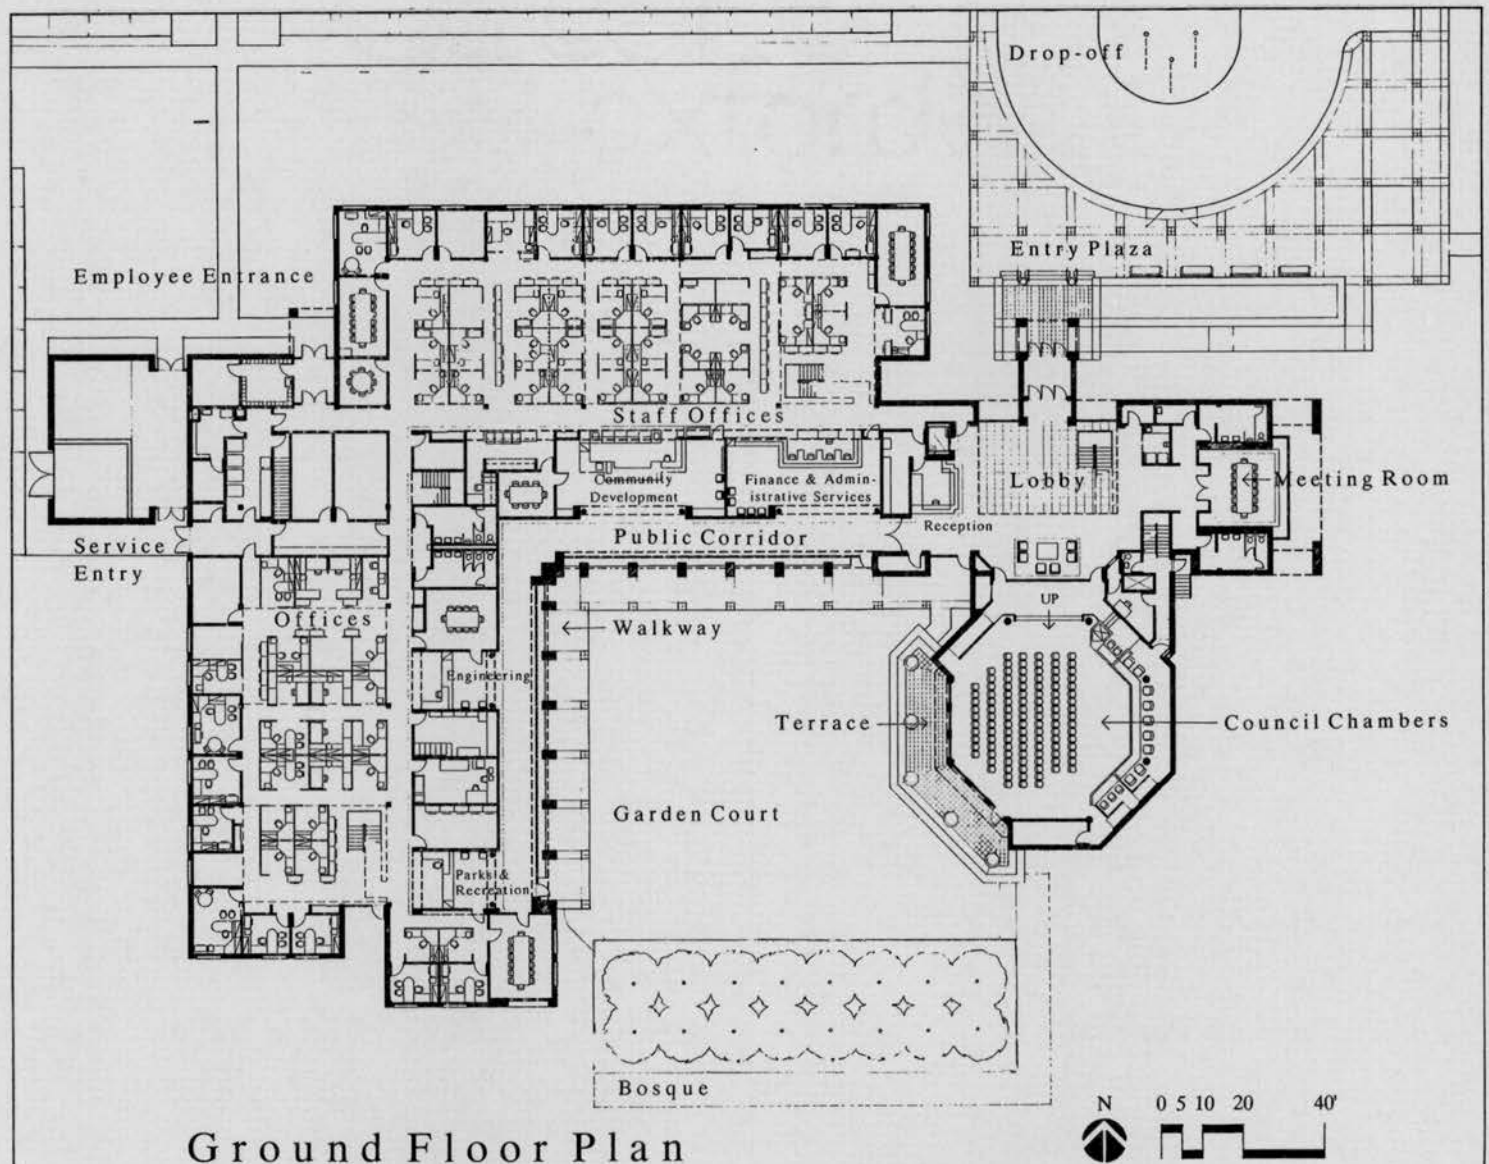 Drop-off
Entry Plaza
Employee Entrance
Staff Offices
Community
Development
Finance & Admin-
istrative Services
Lobby
Meeting Room
Reception
Public Corridor
Service
Entry
UP
Offices
Walkway
Engineering
Terrace
Council Chambers
Garden Court
Parks &
Recreation
Bosque
N
0 5 10 20 40'
Ground Floor Plan